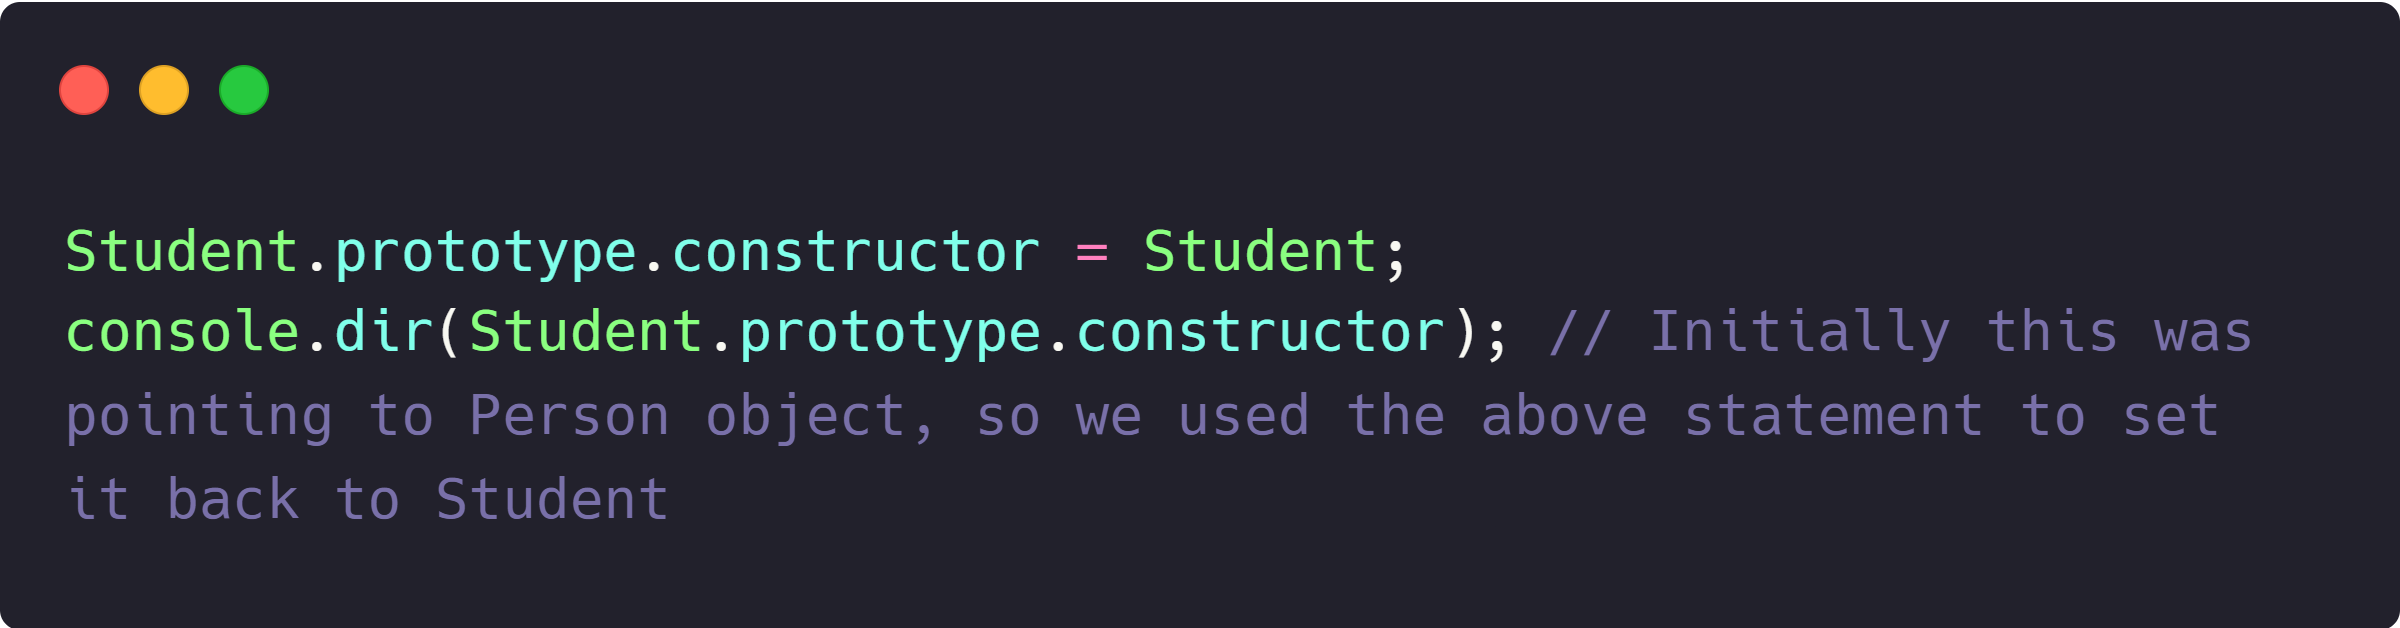 Student.prototype.constructor = Student;
console.dir(Student.prototype.constructor); // Initially this was
pointing to Person object, so we used the above statement to set
it back to Student